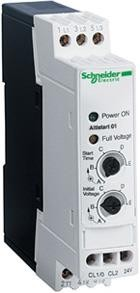 1 L1 3 L2 5 L3
Schneider
Electric
Power ON
Altistart 01
Full Voltage
Start
Time
Initial
Voltage
CL1/0 CL2 24V